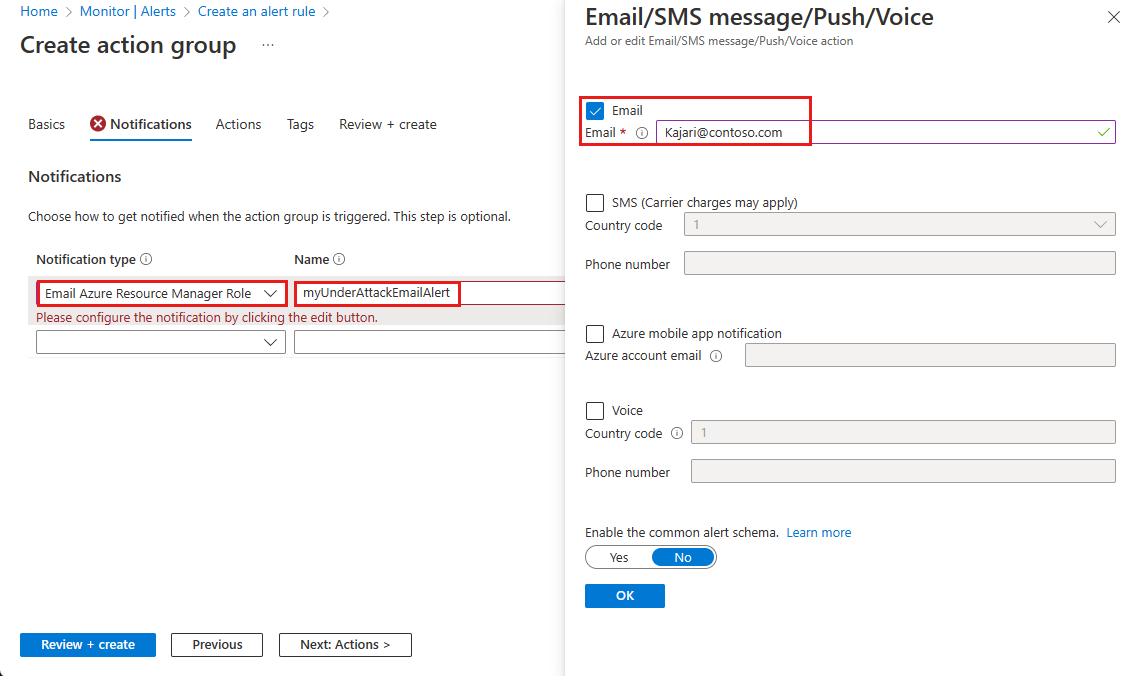 Home > Monitor | Alerts > Create an alert rule >
Create action group ...
Basics
Notifications
Actions
Tags
Review + create
Notifications
Choose how to get notified when the action group is triggered. This step is optional.
Notification type
Name
Email Azure Resource Manager Role
myUnderAttackEmailAlert
Please configure the notification by clicking the edit button.
Review + create
Previous
Next: Actions >
Email/SMS message/Push/Voice
Add or edit Email/SMS message/Push/Voice action
Email
Email *
Kajari@contoso.com
SMS (Carrier charges may apply)
Country code
1
Phone number
Azure mobile app notification
Azure account email
Voice
Country code
1
Phone number
Enable the common alert schema. Learn more
Yes
No
OK